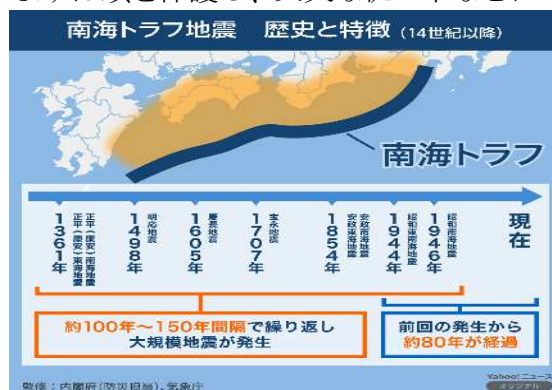 南海トラフ地震 歴史と特徴(14世紀以降)
南海トラフ
1361年 正平(康安)東海地震 正平(康安)南海地震
1498年 明応地震
1605年 慶長地震
1707年 宝永地震
1854年 安政東海地震 安政南海地震
1944年 昭和東南海地震
1946年 昭和南海地震
現在
約100年~150年間隔で繰り返し
大規模地震が発生
前回の発生から
約80年が経過
監修:内閣府(防災担当)、気象庁
Yahoo!ニュース
オリジナル